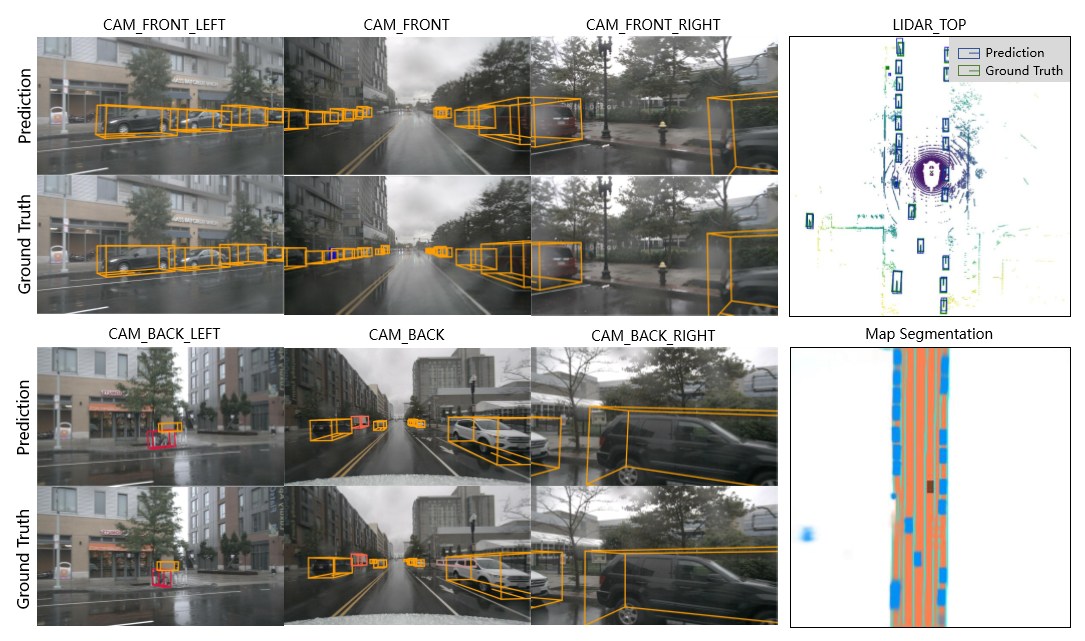 CAM_FRONT_LEFT
CAM_FRONT
CAM_FRONT_RIGHT
LIDAR_TOP
Prediction
Prediction
Ground Truth
Ground Truth
CAM_BACK_LEFT
CAM_BACK
CAM_BACK_RIGHT
Map Segmentation
Prediction
Ground Truth